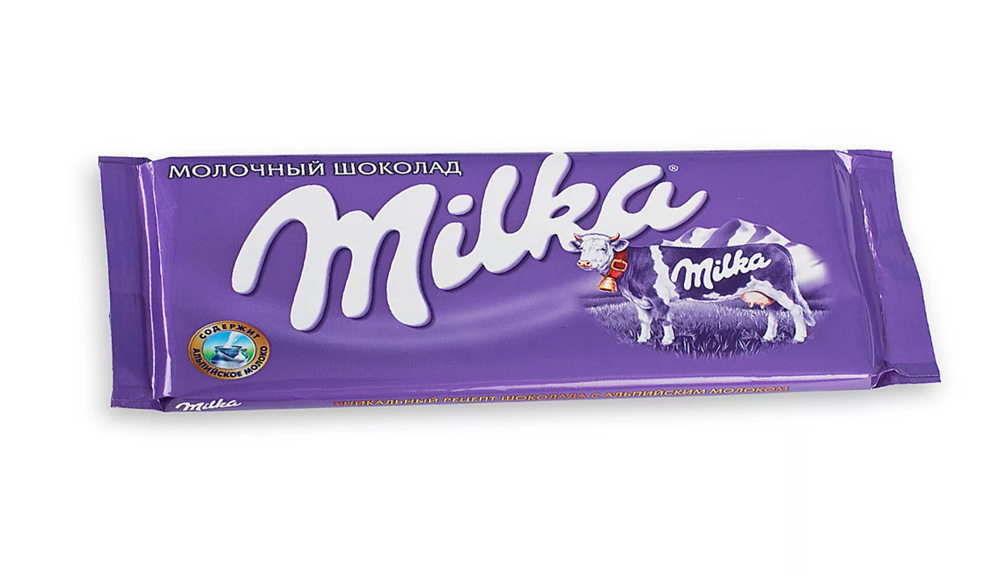 МОЛОЧНЫЙ ШОКОЛАД
Milka®
Milka
СОДЕРЖИТ
АЛЬПИЙСКОЕ МОЛОКО
Milka
УНИКАЛЬНЫЙ РЕЦЕПТ ШОКОЛАДА С АЛЬПИЙСКИМ МОЛОКОМ